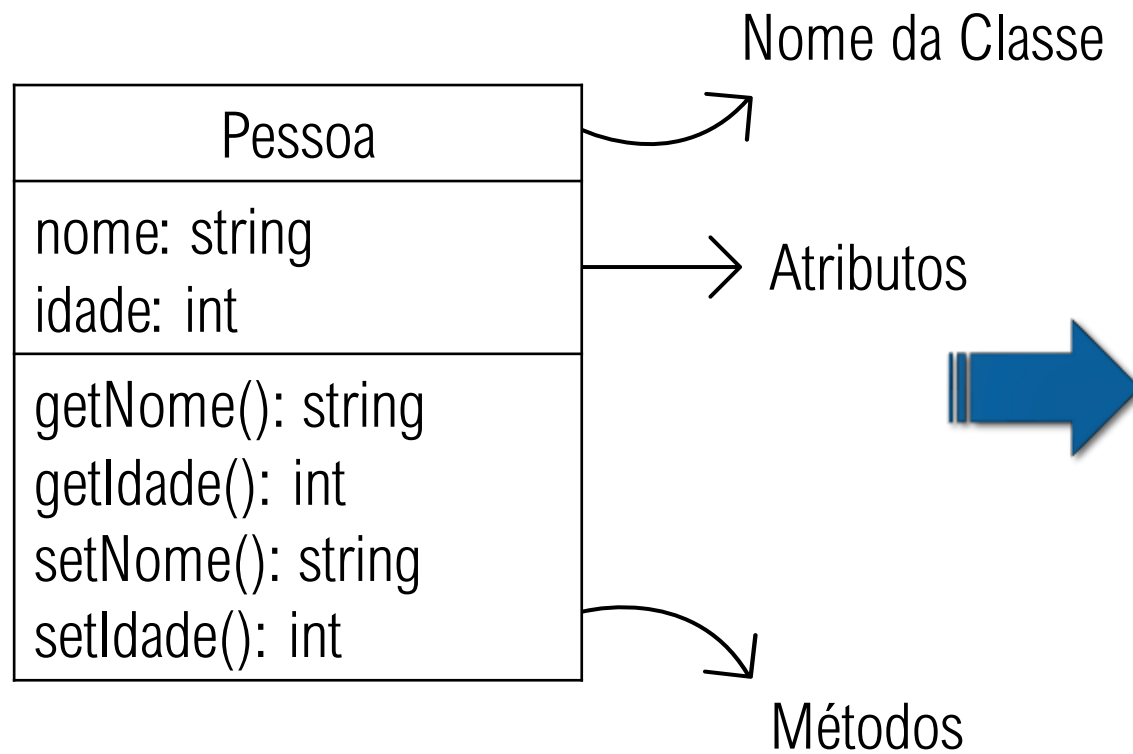 Nome da Classe
Pessoa
nome: string
idade: int
Atributos
getNome(): string
getIdade(): int
setNome(): string
setIdade(): int
Métodos